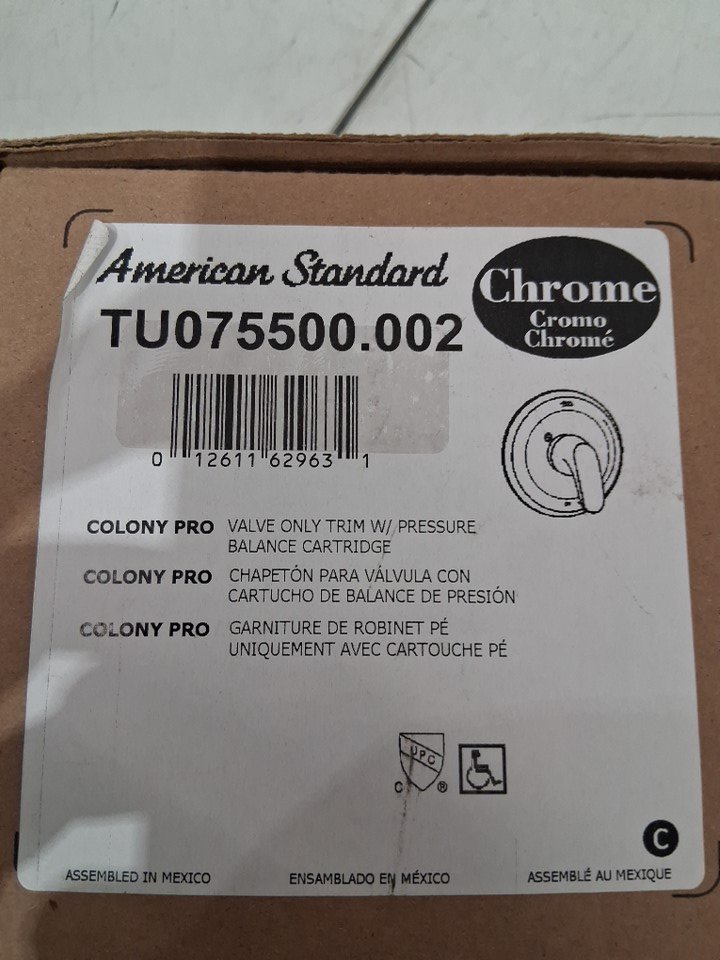 American Standard
TU075500.002
Chrome
Cromo
Chromé
0 12611 62963 1
COLONY PRO VALVE ONLY TRIM W/ PRESSURE
BALANCE CARTRIDGE
COLONY PRO CHAPETÓN PARA VÁLVULA CON
CARTUCHO DE BALANCE DE PRESIÓN
COLONY PRO GARNITURE DE ROBINET PÉ
UNIQUEMENT AVEC CARTOUCHE PÉ
UPC
C ®
C
ASSEMBLED IN MEXICO ENSAMBLADO EN MÉXICO ASSEMBLÉ AU MEXIQUE